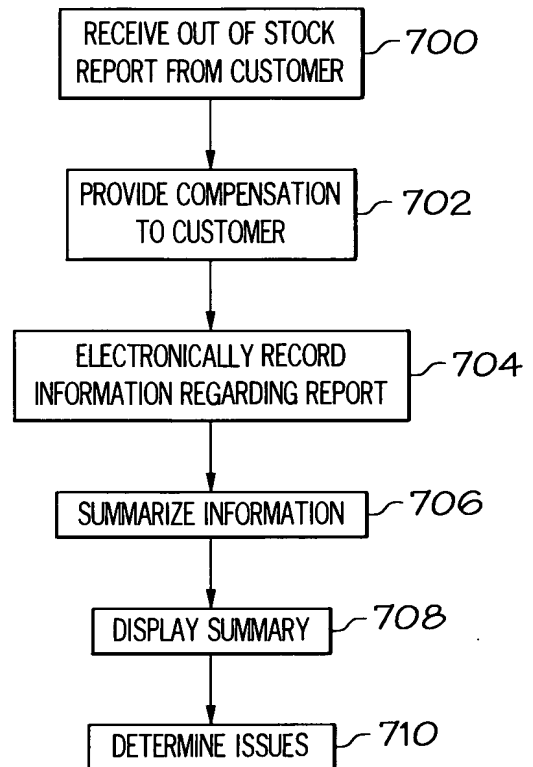 RECEIVE OUT OF STOCK
REPORT FROM CUSTOMER
700
PROVIDE COMPENSATION
TO CUSTOMER
702
ELECTRONICALLY RECORD
INFORMATION REGARDING REPORT
704
SUMMARIZE INFORMATION
706
DISPLAY SUMMARY
708
DETERMINE ISSUES
710